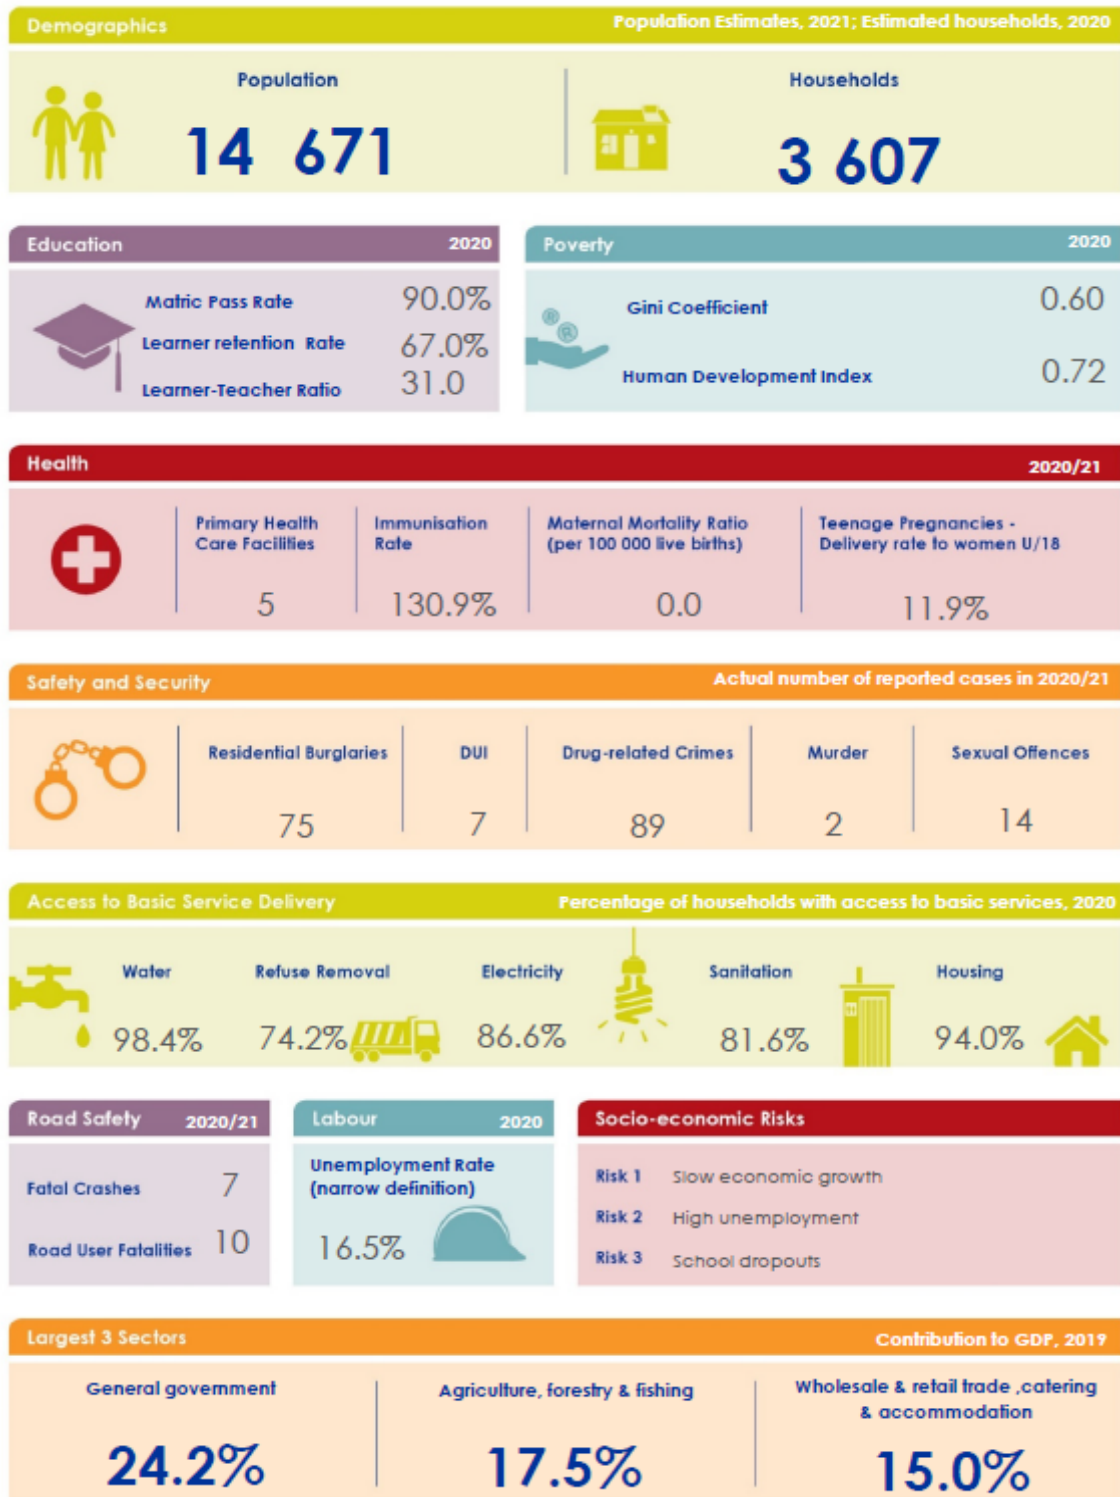 Demographics Population Estimates, 2021; Estimated households, 2020
Population Households
14 671 3 607
Education 2020
Matric Pass Rate 90.0%
Learner retention Rate 67.0%
Learner-Teacher Ratio 31.0
Poverty 2020
Gini Coefficient 0.60
Human Development Index 0.72
Health 2020/21
Primary Health Care Facilities
5
Immunisation Rate
130.9%
Maternal Mortality Ratio
(per 100 000 live births)
0.0
Teenage Pregnancies -
Delivery rate to women U/18
11.9%
Safety and Security Actual number of reported cases in 2020/21
Residential Burglaries DUI Drug-related Crimes Murder Sexual Offences
75 7 89 2 14
Access to Basic Service Delivery Percentage of households with access to basic services, 2020
Water Refuse Removal Electricity Sanitation Housing
98.4% 74.2% 86.6% 81.6% 94.0%
Road Safety 2020/21
Fatal Crashes 7
Road User Fatalities 10
Labour 2020
Unemployment Rate
(narrow definition)
16.5%
Socio-economic Risks
Risk 1 Slow economic growth
Risk 2 High unemployment
Risk 3 School dropouts
Largest 3 Sectors Contribution to GDP, 2019
General government
24.2%
Agriculture, forestry & fishing
17.5%
Wholesale & retail trade ,catering
& accommodation
15.0%